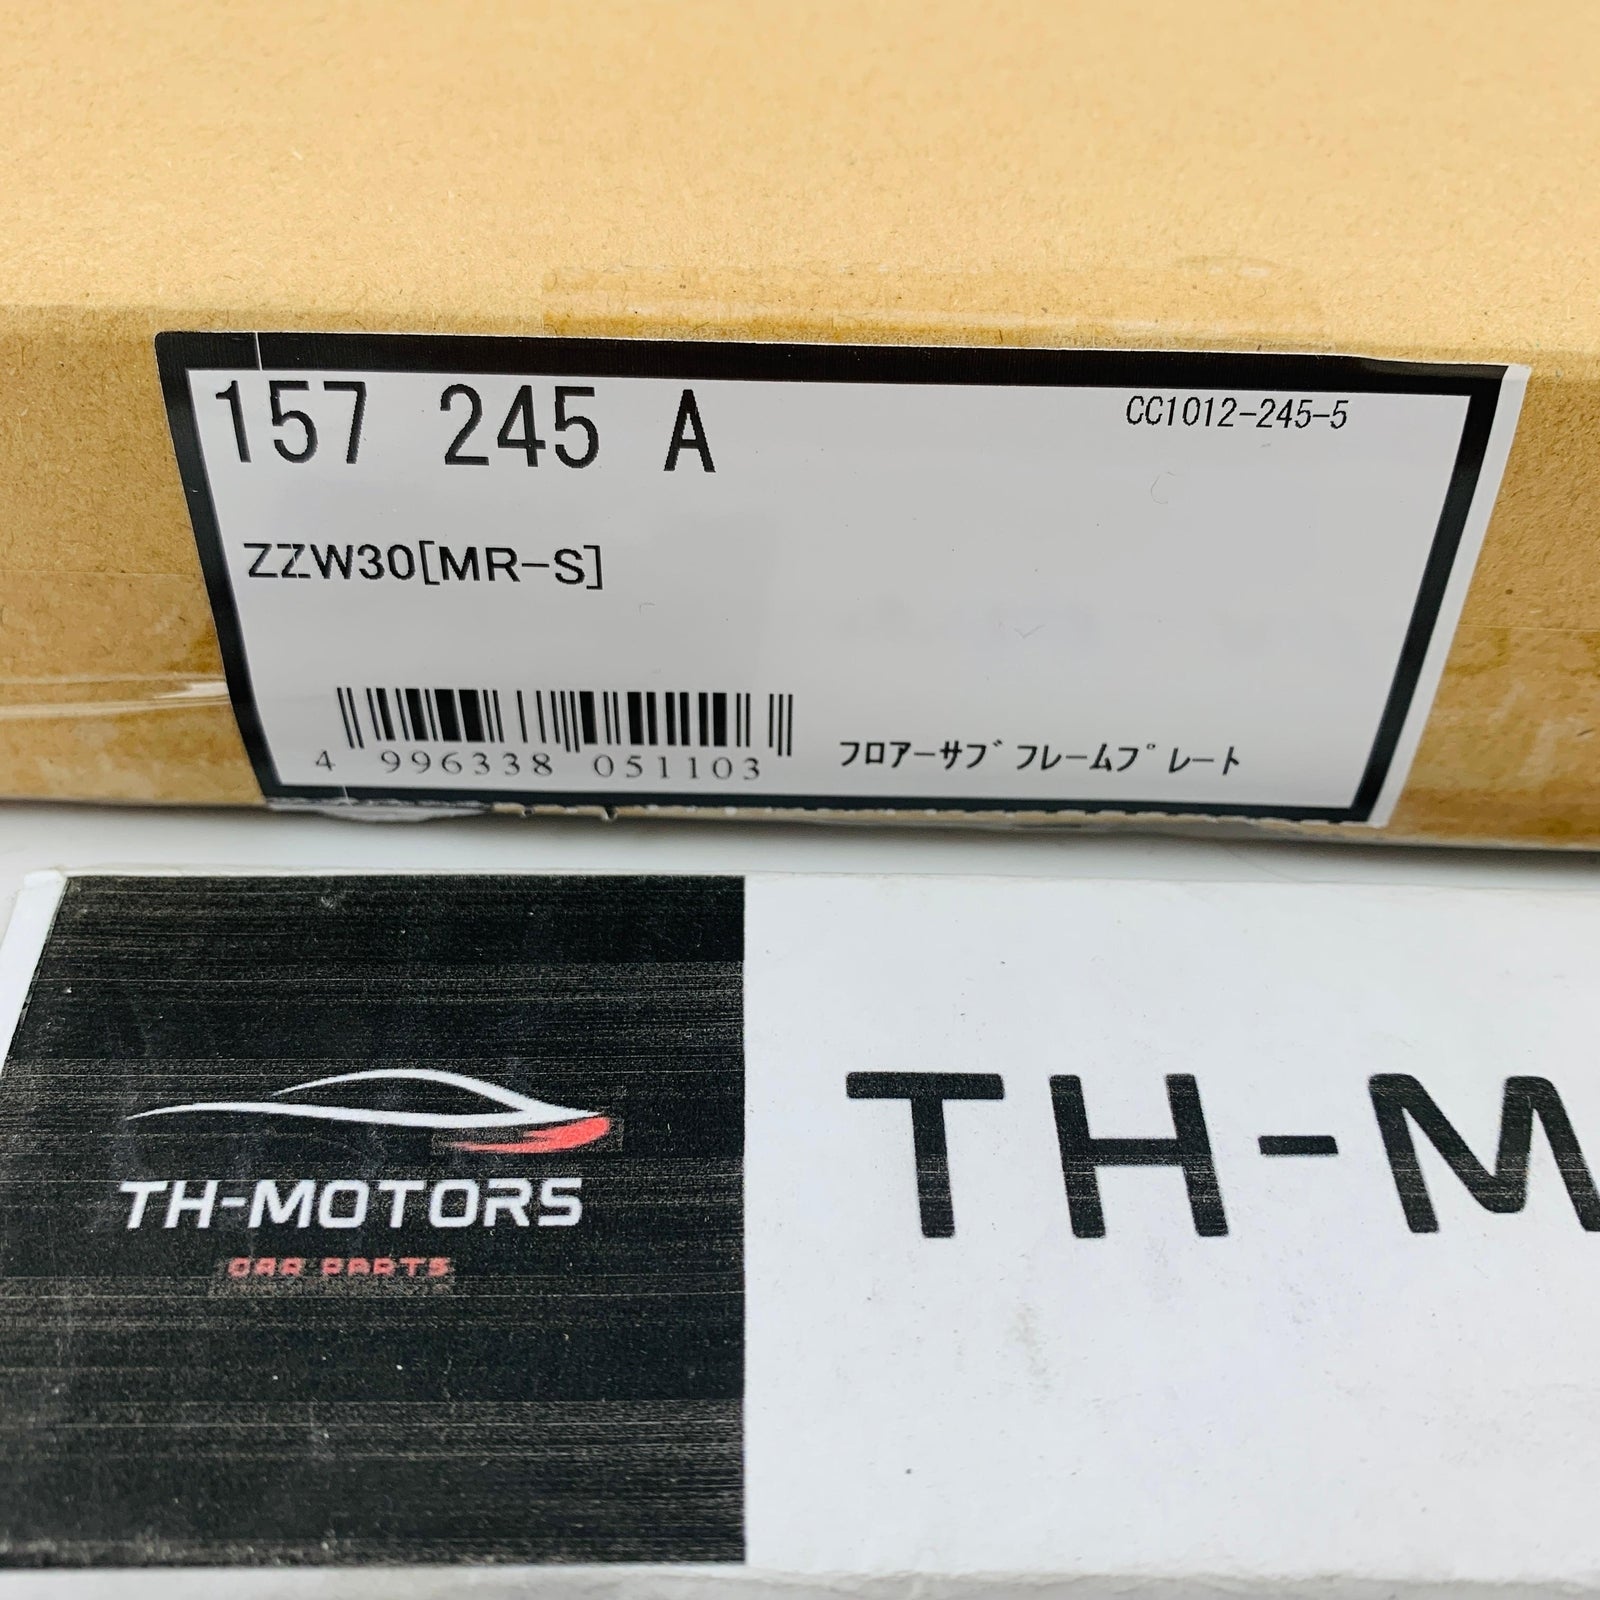 157 245 A
CC1012-245-5
ZZW30[MR-S]
4 996338 051103
フロアーサブフレームプレート
TH-MOTORS
CAR PARTS
TH-M